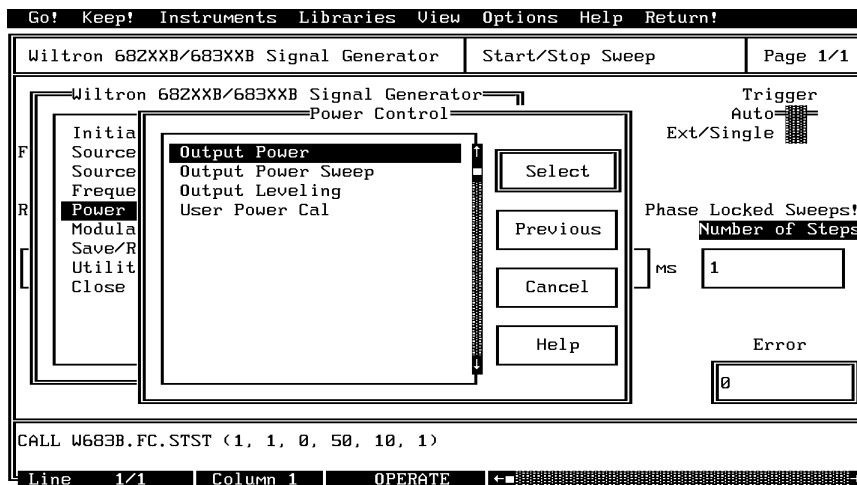 Go! Keep! Instruments Libraries View Options Help Return!
Wiltron 682XXB/683XXB Signal Generator Start/Stop Sweep Page 1/1
Wiltron 682XXB/683XXB Signal Generator
Trigger
Power Control
Auto
Initia
Ext/Single
F
Source
Output Power
Source
Output Power Sweep
Select
Freque
Output Leveling
R
Power
User Power Cal
Phase Locked Sweeps!
Modula
Previous
Number of Steps
Save/R
Utilit
ms
1
Close
Cancel
Help
Error
0
CALL W683B.FC.STST (1, 1, 0, 50, 10, 1)
Line 1/1 Column 1 OPERATE